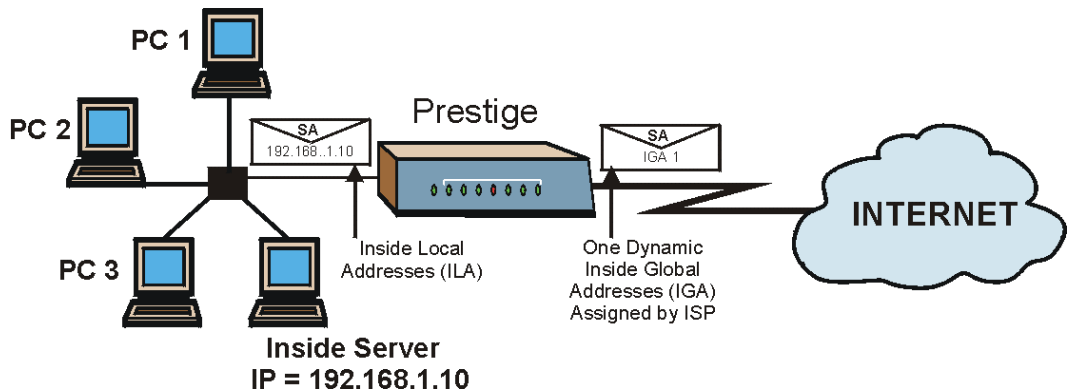 PC 1
PC 2
PC 3
SA
192.168..1.10
Prestige
SA
IGA 1
Inside Local
Addresses (ILA)
One Dynamic
Inside Global
Addresses (IGA)
Assigned by ISP
INTERNET
Inside Server
IP = 192.168.1.10